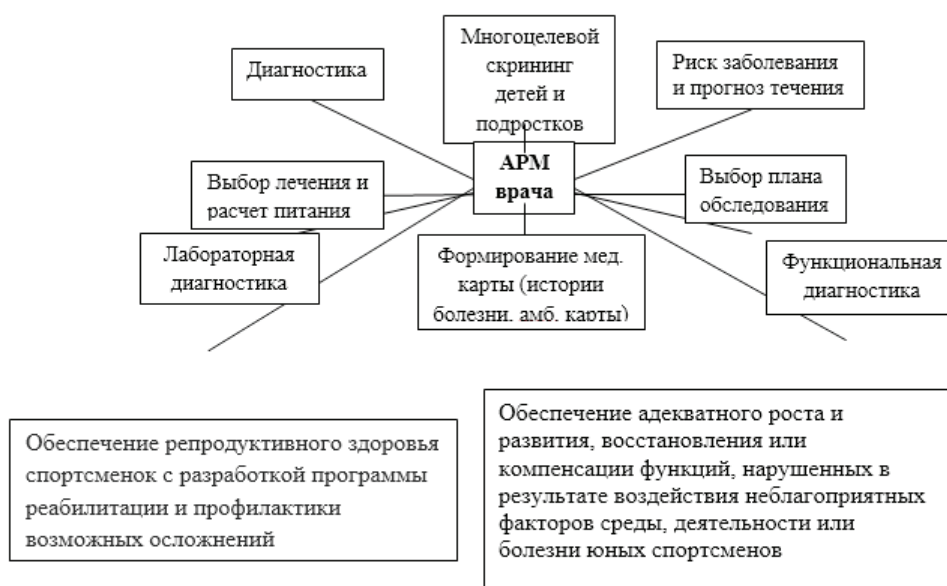 Многоцелевой
скрининг
детей и
подростков
Диагностика
Риск заболевания
и прогноз течения
АРМ
врача
Выбор лечения и
расчет питания
Выбор плана
обследования
Лабораторная
диагностика
Формирование мед.
карты (истории
болезни, амб. карты)
Функциональная
диагностика
Обеспечение репродуктивного здоровья
спортсменок с разработкой программы
реабилитации и профилактики
возможных осложнений
Обеспечение адекватного роста и
развития, восстановления или
компенсации функций, нарушенных в
результате воздействия неблагоприятных
факторов среды, деятельности или
болезни юных спортсменов